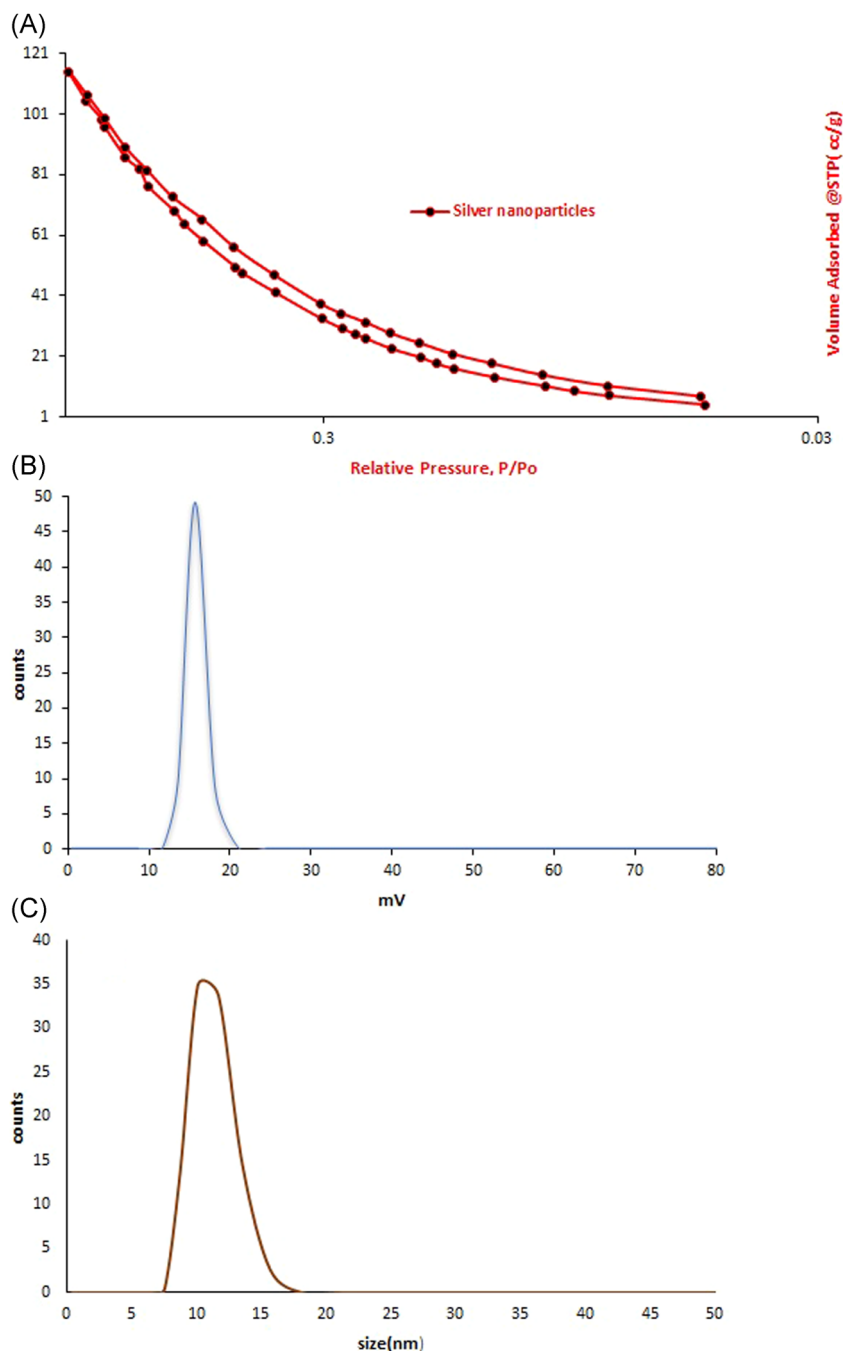 (A)
121
101
81
61
41
21
1
0.3
0.03
Silver nanoparticles
Volume Adsorbed @STP( cc/g)
Relative Pressure, P/Po
(B)
50
45
40
35
30
25
20
15
10
5
0
counts
0 10 20 30 40 50 60 70 80
mV
(C)
40
35
30
25
20
15
10
5
0
counts
0 5 10 15 20 25 30 35 40 45 50
size(nm)